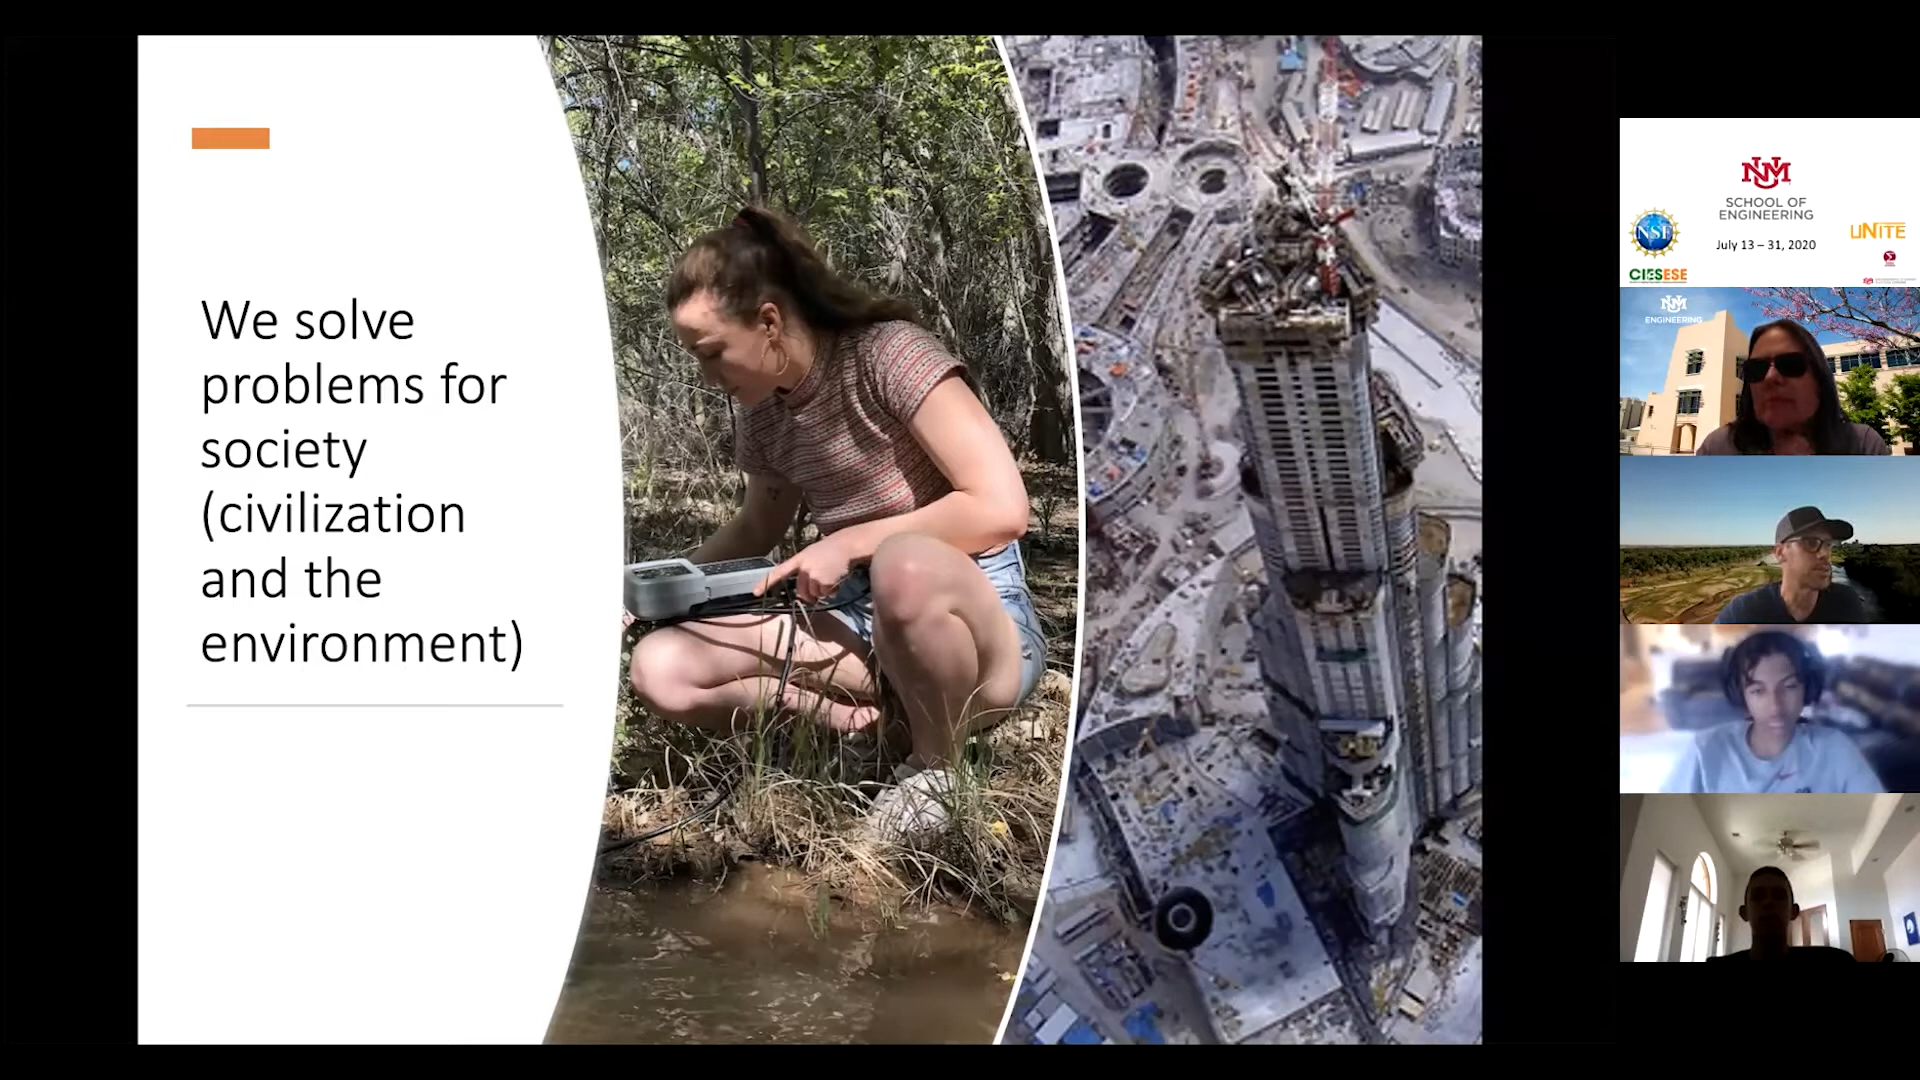 We solve
problems for
society
(civilization
and the
environment)
UNM
SCHOOL OF
ENGINEERING
July 13 – 31, 2020
NSF
UNITE
CIESESE
UNM
ENGINEERING